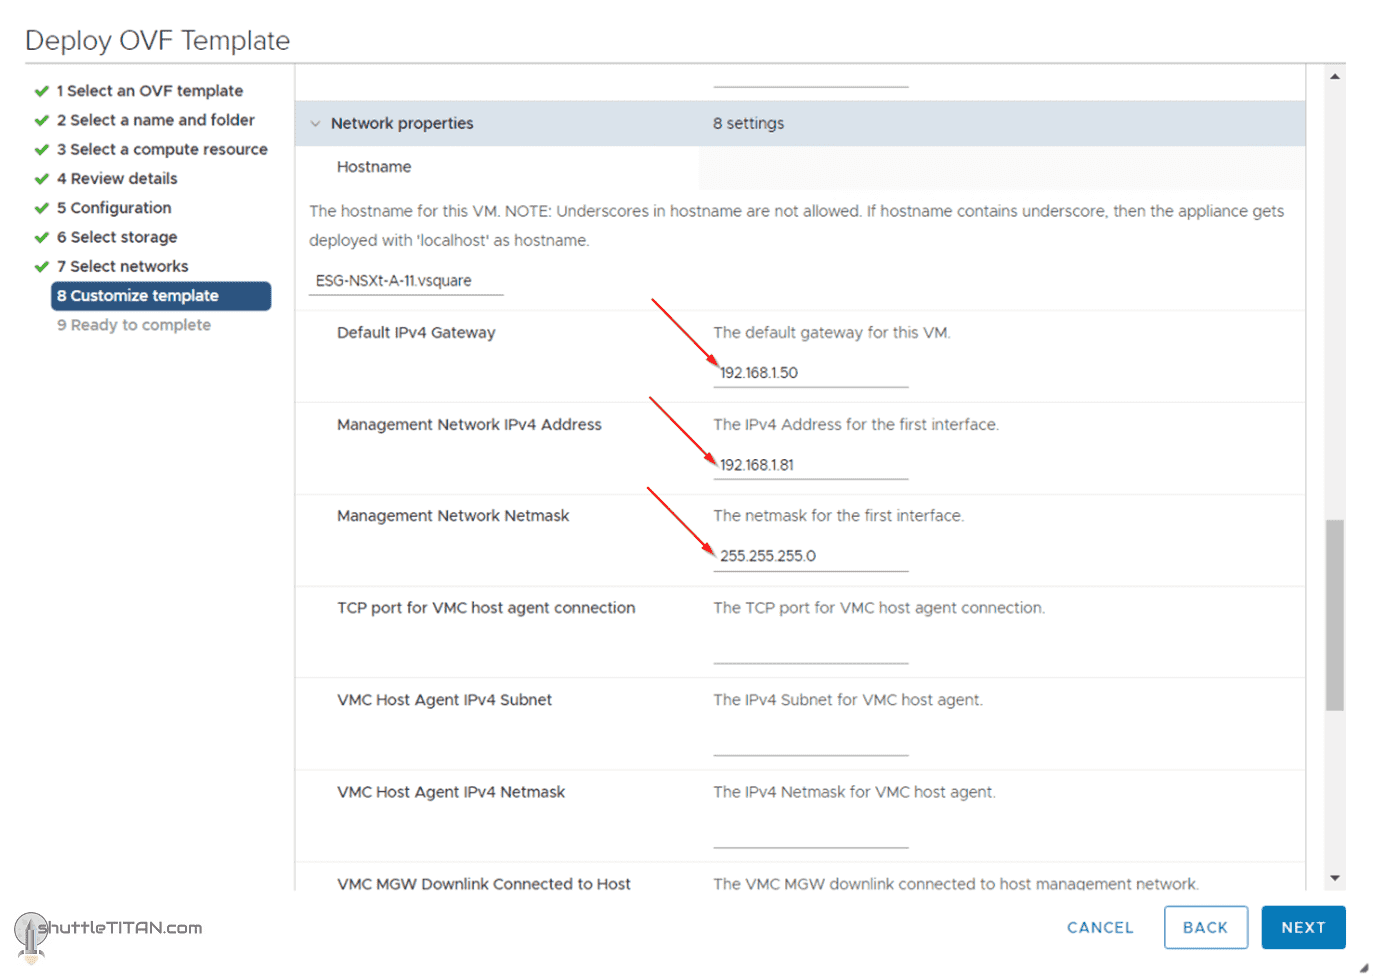 Deploy OVF Template
1 Select an OVF template
2 Select a name and folder
3 Select a compute resource
4 Review details
5 Configuration
6 Select storage
7 Select networks
8 Customize template
9 Ready to complete
Network properties 8 settings
Hostname
The hostname for this VM. NOTE: Underscores in hostname are not allowed. If hostname contains underscore, then the appliance gets
deployed with 'localhost' as hostname.
ESG-NSXt-A-11.vsquare
Default IPv4 Gateway The default gateway for this VM.
192.168.1.50
Management Network IPv4 Address The IPv4 Address for the first interface.
192.168.1.81
Management Network Netmask The netmask for the first interface.
255.255.255.0
TCP port for VMC host agent connection The TCP port for VMC host agent connection.
VMC Host Agent IPv4 Subnet The IPv4 Subnet for VMC host agent.
VMC Host Agent IPv4 Netmask The IPv4 Netmask for VMC host agent.
VMC MGW Downlink Connected to Host The VMC MGW downlink connected to host management network.
shuttleTITAN.com
CANCEL BACK NEXT